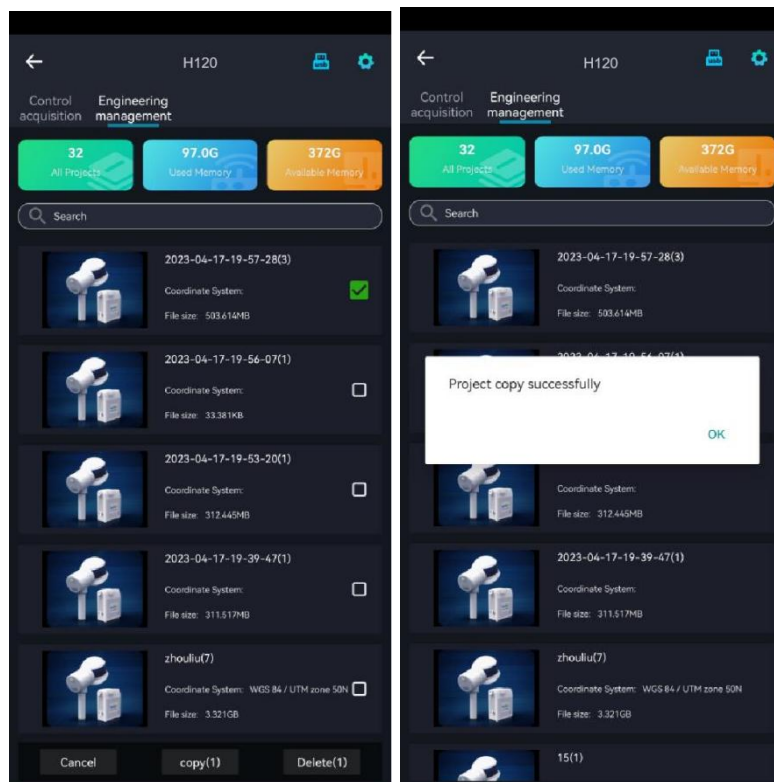 H120
Control acquisition
Engineering management
32
All Projects
97.0G
Used Memory
372G
Available Memory
Search
2023-04-17-19-57-28(3)
Coordinate System:
File size: 503.614MB
2023-04-17-19-56-07(1)
Coordinate System:
File size: 33.381KB
2023-04-17-19-53-20(1)
Coordinate System:
File size: 312.445MB
2023-04-17-19-39-47(1)
Coordinate System:
File size: 311.517MB
zhouliu(7)
Coordinate System: WGS 84 / UTM zone 50N
File size: 3.321GB
Cancel
copy(1)
Delete(1)
H120
Control acquisition
Engineering management
32
All Projects
97.0G
Used Memory
372G
Available Memory
Search
2023-04-17-19-57-28(3)
Coordinate System:
File size: 503.614MB
2023-04-17-19-56-07(1)
Project copy successfully
OK
Coordinate System:
File size: 312.445MB
2023-04-17-19-39-47(1)
Coordinate System:
File size: 311.517MB
zhouliu(7)
Coordinate System: WGS 84 / UTM zone 50N
File size: 3.321GB
15(1)